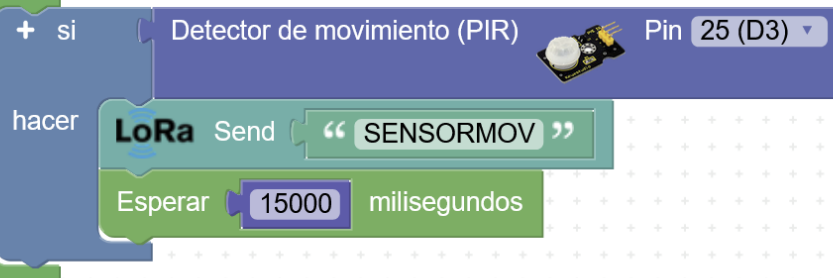 + si Detector de movimiento (PIR) Pin 25 (D3)
hacer LoRa Send “ SENSORMOV ”
Esperar 15000 milisegundos